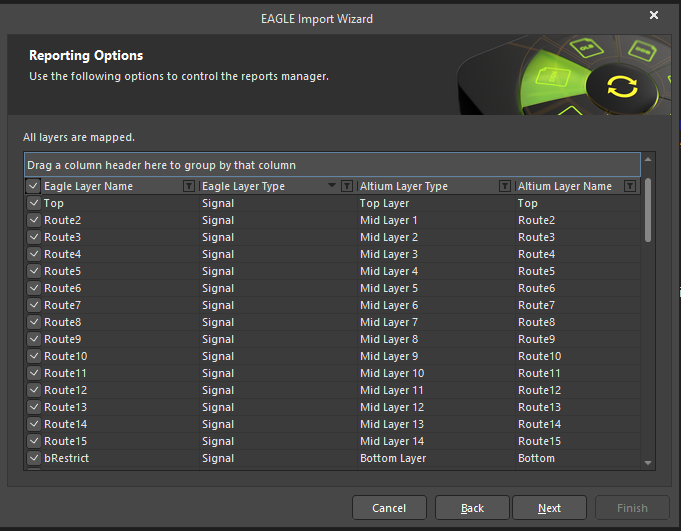 EAGLE Import Wizard
Reporting Options
Use the following options to control the reports manager.
All layers are mapped.
Drag a column header here to group by that column
Eagle Layer Name Eagle Layer Type Altium Layer Type Altium Layer Name
Top Signal Top Layer Top
Route2 Signal Mid Layer 1 Route2
Route3 Signal Mid Layer 2 Route3
Route4 Signal Mid Layer 3 Route4
Route5 Signal Mid Layer 4 Route5
Route6 Signal Mid Layer 5 Route6
Route7 Signal Mid Layer 6 Route7
Route8 Signal Mid Layer 7 Route8
Route9 Signal Mid Layer 8 Route9
Route10 Signal Mid Layer 9 Route10
Route11 Signal Mid Layer 10 Route11
Route12 Signal Mid Layer 11 Route12
Route13 Signal Mid Layer 12 Route13
Route14 Signal Mid Layer 13 Route14
Route15 Signal Mid Layer 14 Route15
bRestrict Signal Bottom Layer Bottom
Cancel Back Next Finish